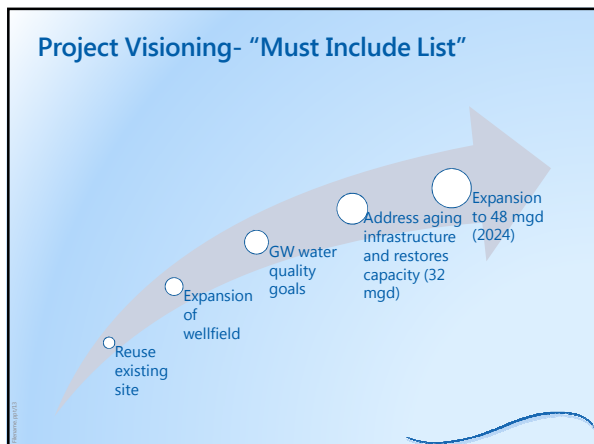 Project Visioning- “Must Include List”
Reuse
existing
site
Expansion
of
wellfield
GW water
quality
goals
Address aging
infrastructure
and restores
capacity (32
mgd)
Expansion
to 48 mgd
(2024)